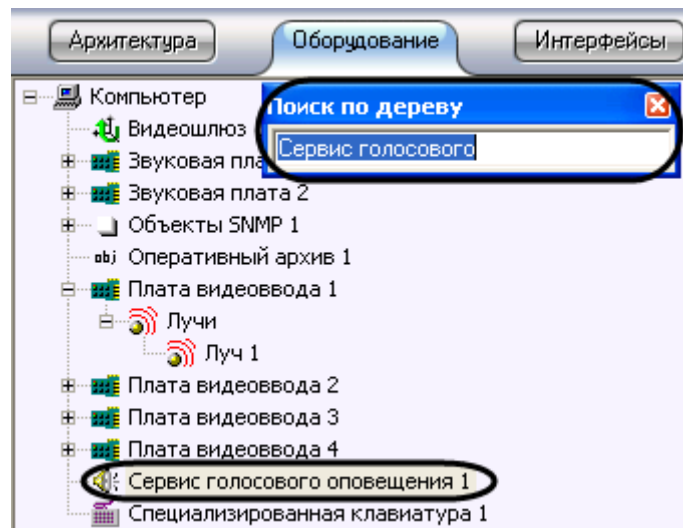 Архитектура
Оборудование
Интерфейсы
Компьютер
Поиск по дереву
Видеошлюз
Сервис голосового
Звуковая пла
Звуковая плата 2
Объекты SNMP 1
obj Оперативный архив 1
Плата видеоввода 1
Лучи
Луч 1
Плата видеоввода 2
Плата видеоввода 3
Плата видеоввода 4
Сервис голосового оповещения 1
Специализированная клавиатура 1